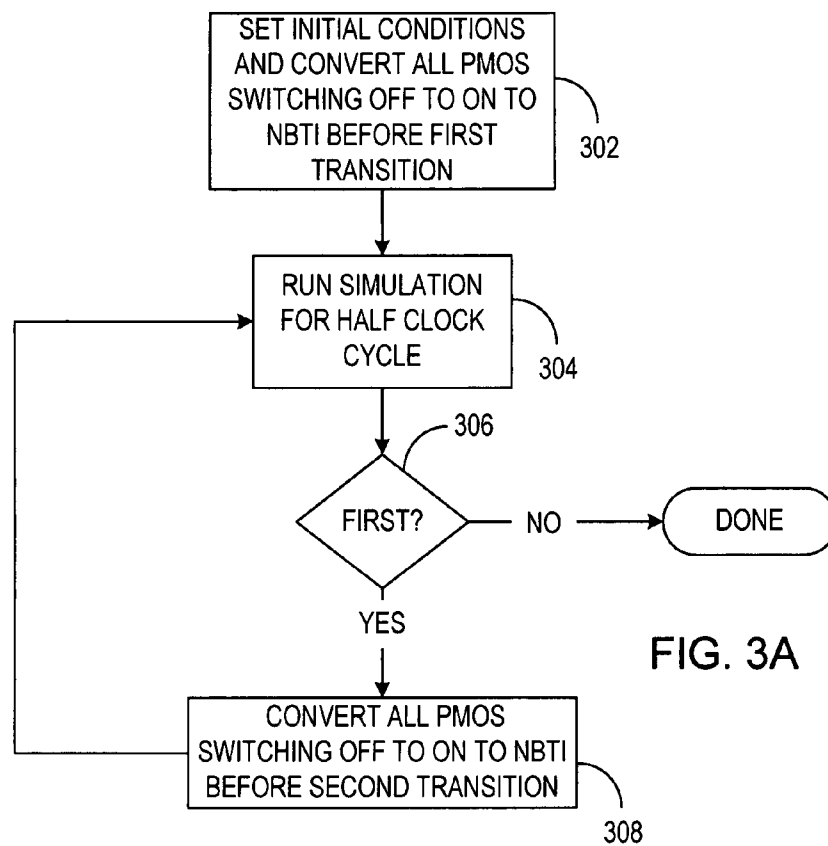 SET INITIAL CONDITIONS
AND CONVERT ALL PMOS
SWITCHING OFF TO ON TO
NBTI BEFORE FIRST
TRANSITION
302
RUN SIMULATION
FOR HALF CLOCK
CYCLE
304
306
FIRST?
NO
DONE
YES
FIG. 3A
CONVERT ALL PMOS
SWITCHING OFF TO ON TO NBTI
BEFORE SECOND TRANSITION
308